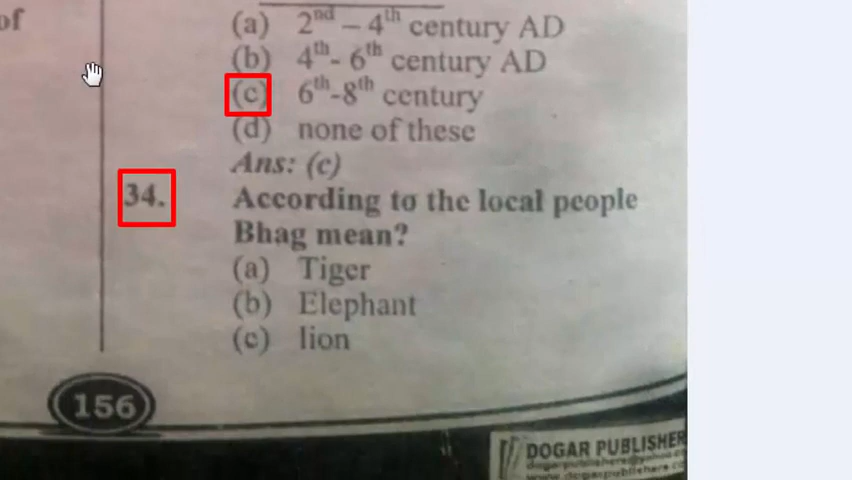 of
(a) 2nd – 4th century AD
(b) 4th- 6th century AD
(c) 6th-8th century
(d) none of these
Ans: (c)
34. According to the local people
Bhag mean?
(a) Tiger
(b) Elephant
(c) lion
156
DOGAR PUBLISHER